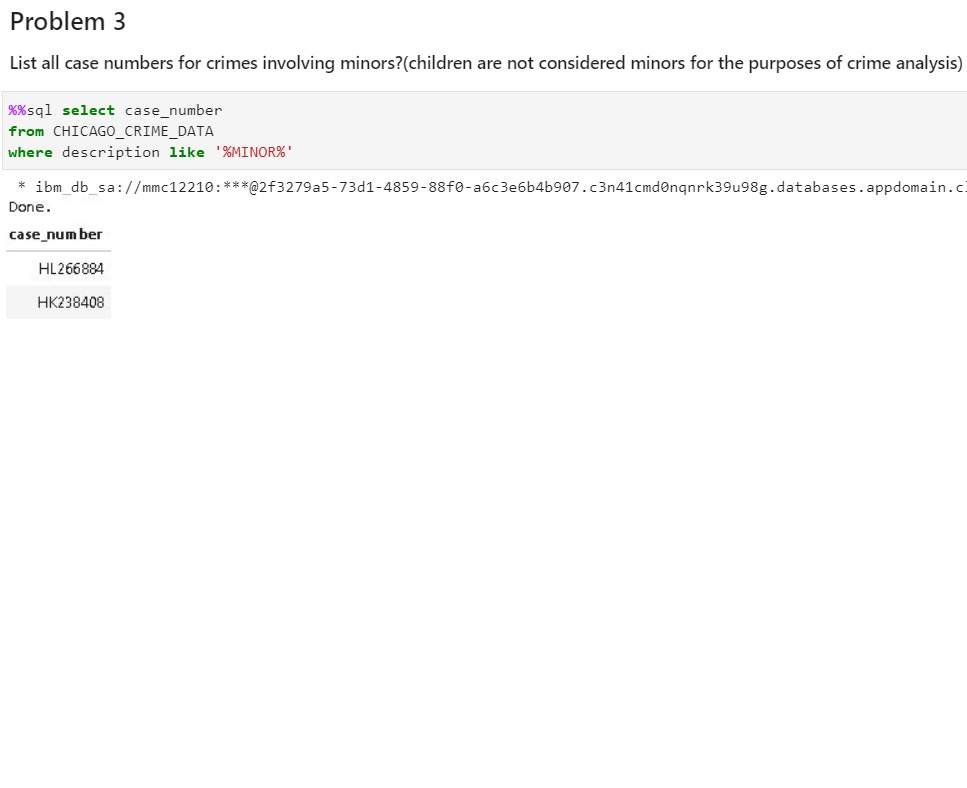 Problem 3
List all case numbers for crimes involving minors?(children are not considered minors for the purposes of crime analysis)
%%sql select case_number
from CHICAGO_CRIME_DATA
where description like '%MINOR%'
* ibm_db_sa://mmc12210:***@2f3279a5-73d1-4859-88f0-a6c3e6b4b907.c3n41cmd0nqnrk39u98g.databases.appdomain.cl
Done.
case_number
HL266884
HK238408